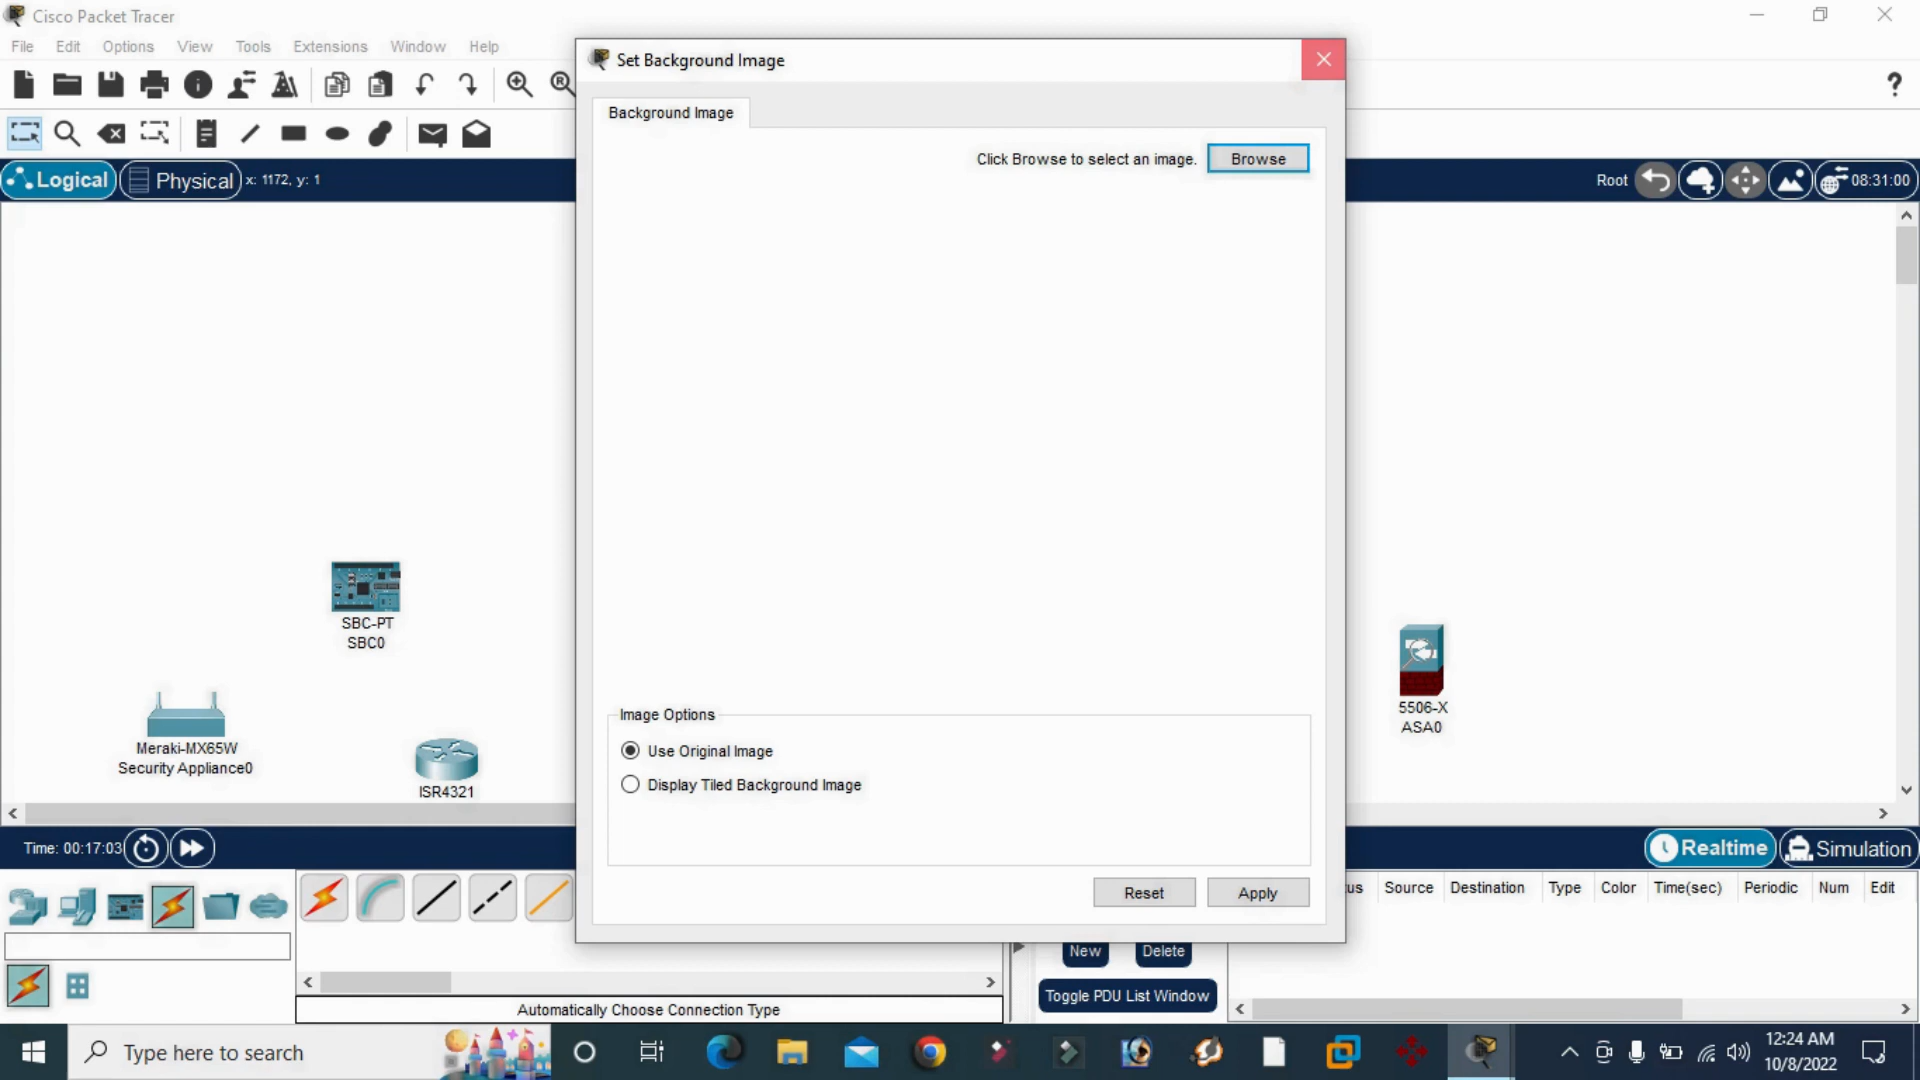 Cisco Packet Tracer
File Edit Options View Tools Extensions Window Help
Set Background Image
Background Image
Click Browse to select an image. Browse
Logical Physical x: 1172, y: 1
Root 08:31:00
SBC-PT
SBC0
Meraki-MX65W
Security Appliance0
ISR4321
5506-X
ASA0
Image Options
Use Original Image
Display Tiled Background Image
Reset Apply
Time: 00:17:03
Realtime Simulation
tus Source Destination Type Color Time(sec) Periodic Num Edit
New Delete
Toggle PDU List Window
Automatically Choose Connection Type
Type here to search
12:24 AM
10/8/2022